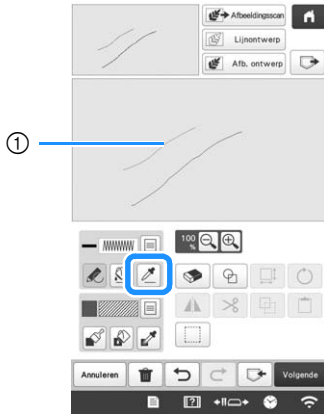 Afbeeldingsscan
Lijnontwerp
Afb. ontwerp
①
100 %
Annuleren
Volgende